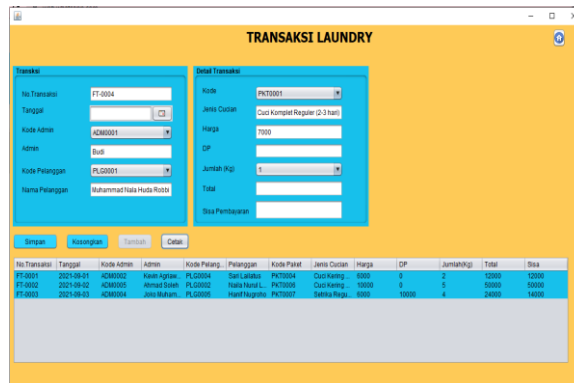 TRANSAKSI LAUNDRY
Transksi
No.Transaksi FT-0004
Tanggal
Kode Admin ADM0001
Admin Budi
Kode Pelanggan PLG0001
Nama Pelanggan Muhammad Nala Huda Robbi
Detail Transaksi
Kode PKT0001
Jenis Cucian Cuci Komplet Reguler (2-3 hari)
Harga 7000
DP
Jumlah (Kg) 1
Total
Sisa Pembayaran
Simpan Kosongkan Tambah Cetak
No.Transaksi Tanggal Kode Admin Admin Kode Pelang... Pelanggan Kode Paket Jenis Cucian Harga DP Jumlah(Kg) Total Sisa
FT-0001 2021-09-01 ADM0002 Kevin PLG0004 Sari Lailatus PKT0004 Cuci Kering ... 6000 0 2 12000 12000
FT-0002 2021-09-02 ADM0005 Ahmad Soleh PLG0002 Naila Nurul L... PKT0006 Cuci Kering ... 10000 0 5 50000 50000
FT-0003 2021-09-03 ADM0004 Joko Muham... PLG0005 Hanif Nugroho PKT0007 Setrika Regu... 6000 10000 4 24000 14000